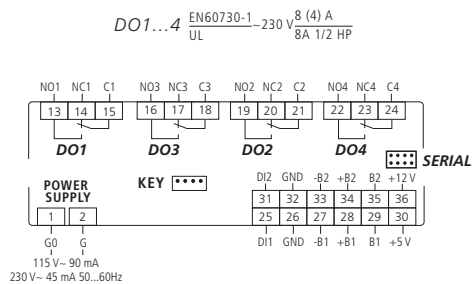 DO1...4 EN60730-1 / UL ~230 V 8 (4) A / 8A 1/2 HP
NO1 NC1 C1 NO3 NC3 C3 NO2 NC2 C2 NO4 NC4 C4
13 14 15 16 17 18 19 20 21 22 23 24
DO1 DO3 DO2 DO4
SERIAL
KEY
DI2 GND -B2 +B2 B2 +12 V
POWER
SUPPLY
31 32 33 34 35 36
1 2 25 26 27 28 29 30
G0 G DI1 GND -B1 +B1 B1 +5 V
115 V~ 90 mA
230 V~ 45 mA 50...60Hz